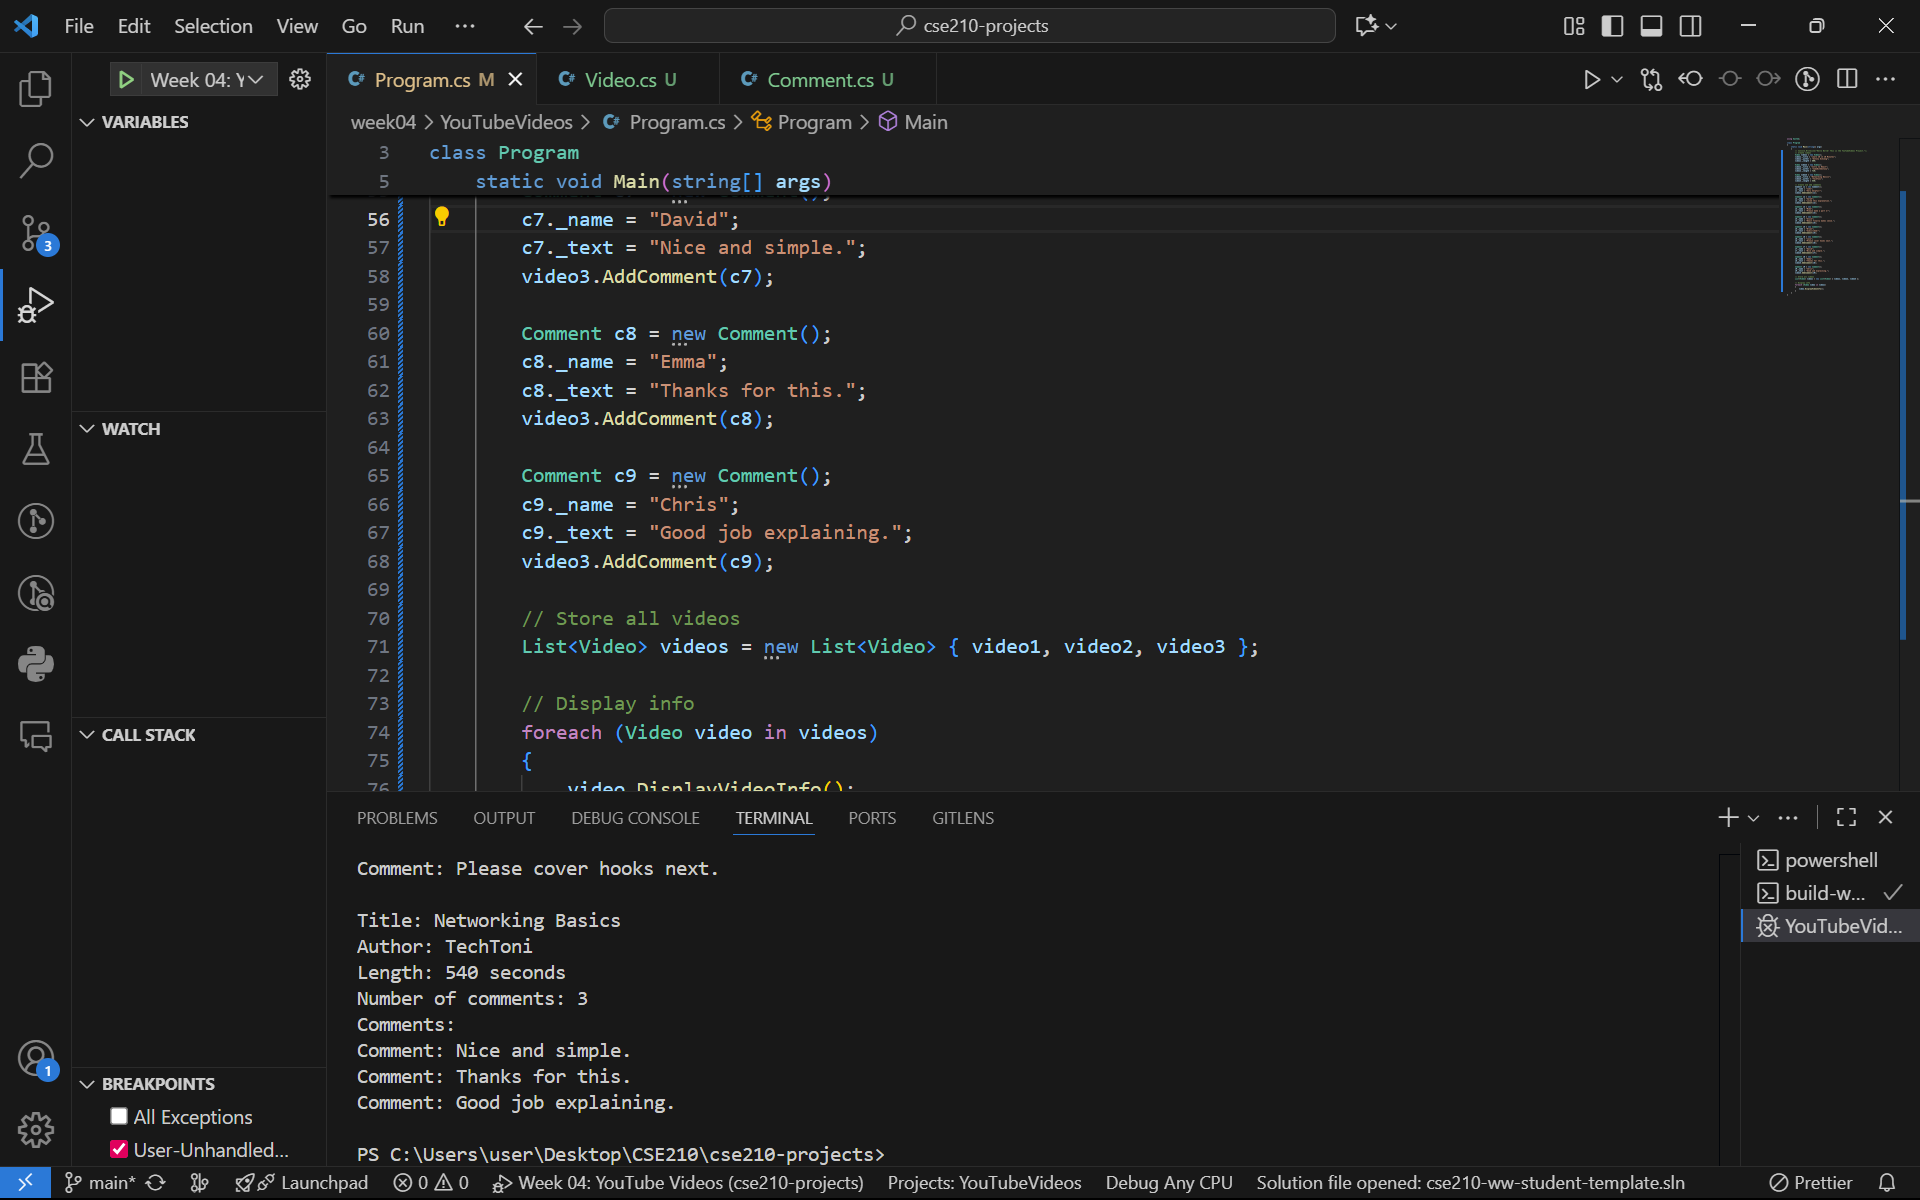 File Edit Selection View Go Run ··· cse210-projects
Week 04: Y
Program.cs M Video.cs U Comment.cs U
VARIABLES
WATCH
CALL STACK
BREAKPOINTS
All Exceptions
User-Unhandled...
3
1
week04 > YouTubeVideos > Program.cs > Program > Main
3 class Program
5 static void Main(string[] args)
56 c7._name = "David";
57 c7._text = "Nice and simple.";
58 video3.AddComment(c7);
59
60 Comment c8 = new Comment();
61 c8._name = "Emma";
62 c8._text = "Thanks for this.";
63 video3.AddComment(c8);
64
65 Comment c9 = new Comment();
66 c9._name = "Chris";
67 c9._text = "Good job explaining.";
68 video3.AddComment(c9);
69
70 // Store all videos
71 List<Video> videos = new List<Video> { video1, video2, video3 };
72
73 // Display info
74 foreach (Video video in videos)
75 {
76 video.DisplayVideoInfo();
PROBLEMS OUTPUT DEBUG CONSOLE TERMINAL PORTS GITLENS
Comment: Please cover hooks next.
Title: Networking Basics
Author: TechToni
Length: 540 seconds
Number of comments: 3
Comments:
Comment: Nice and simple.
Comment: Thanks for this.
Comment: Good job explaining.
PS C:\Users\user\Desktop\CSE210\cse210-projects>
powershell
build-w...
YouTubeVid...
main* Launchpad 0 0 Week 04: YouTube Videos (cse210-projects) Projects: YouTubeVideos Debug Any CPU Solution file opened: cse210-ww-student-template.sln Prettier